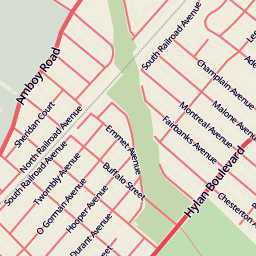 Amboy Road
South Railroad Avenue
Champlain Avenue
Sheridan Court
North Railroad Avenue
Montreal Avenue
Malone Avenue
Emmet Avenue
Fairbanks Avenue
South Railroad Avenue
Twombly Avenue
Buffalo Street
Hylan Boulevard
O Gorman Avenue
Hooper Avenue
Durant Avenue
Chesterton A